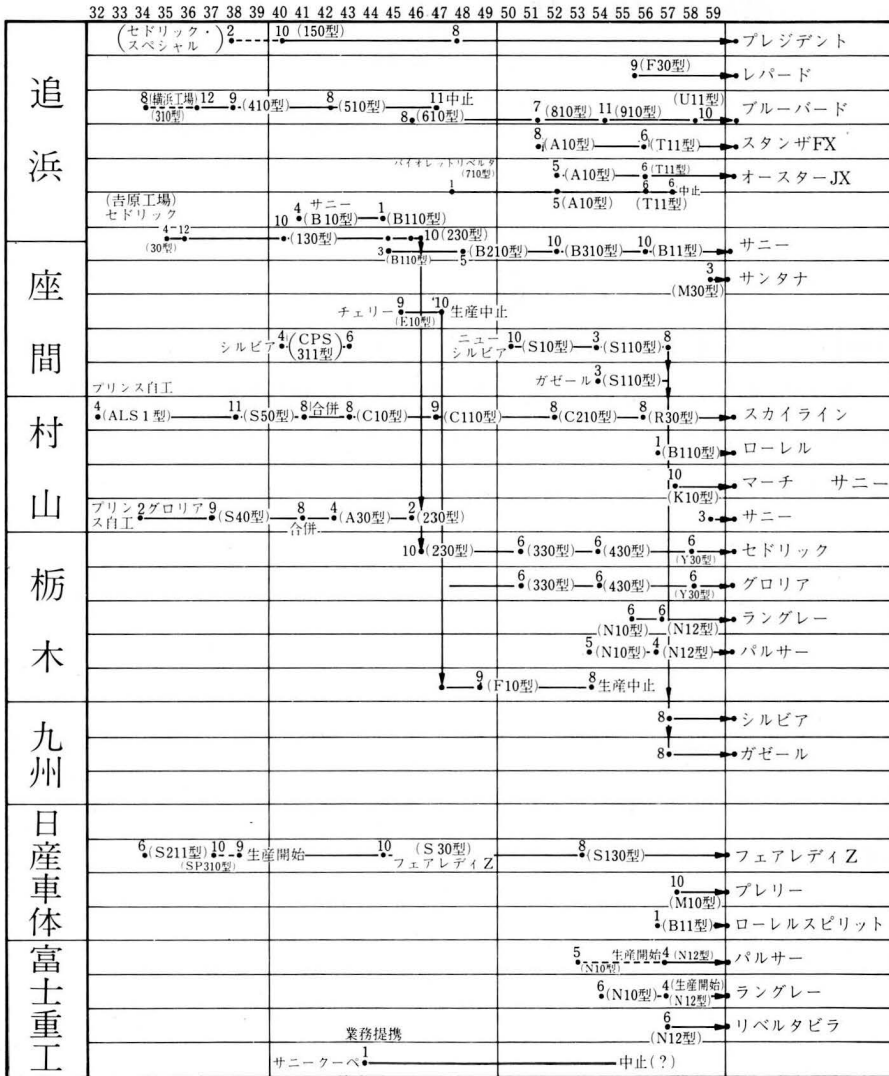 32 33 34 35 36 37 38 39 40 41 42 43 44 45 46 47 48 49 50 51 52 53 54 55 56 57 58 59
追浜
(セドリック・スペシャル) 2 10 (150型) 8 プレジデント
9 (F30型) レパード
8 (横浜工場) 12 9 (410型) 8 (510型) 11 中止 7 (810型) 11 (910型) (U11型) 10 ブルーバード
(310型) 8 (610型)
8 (A10型) 6 (T11型) スタンザFX
バイオレットリベルタ (710型) 5 (A10型) 6 (T11型) オースターJX
1 5 (A10型) 6 (T11型) 6 中止
(吉原工場)
セドリック
サニー
4 (B10型) 1 (B110型)
4-12 (30型) 10 (130型) 10 (230型)
座間
3 (B110型) 5 (B210型) 10 (B310型) 10 (B11型) サニー
3 (M30型) サンタナ
チェリー 9 (E10型) '10 生産中止
シルビア 4 (CPS311型) 6 ニューシルビア 10 (S10型) 3 (S110型) 8
ガゼール 3 (S110型)
プリンス自工
村山
4 (ALS1型) 11 (S50型) 8 合併 8 (C10型) 9 (C110型) 8 (C210型) 8 (R30型) スカイライン
1 (B110型) ローレル
10 (K10型) マーチ サニー
プリンス自工 2 グロリア 9 (S40型) 8 合併 4 (A30型) 2 (230型) 3 サニー
栃木
10 (230型) 6 (330型) 6 (430型) 6 (Y30型) セドリック
6 (330型) 6 (430型) 6 (Y30型) グロリア
6 (N10型) 6 (N12型) ラングレー
5 (N10型) 4 (N12型) パルサー
9 (F10型) 8 生産中止
九州
8 シルビア
8 ガゼール
日産車体
6 (S211型) 10 (SP310型) 9 生産開始 10 (S30型) フェアレディZ 8 (S130型) フェアレディZ
10 (M10型) プレリー
1 (B11型) ローレルスピリット
富士重工
5 (N10型) 生産開始 4 (N12型) パルサー
6 (N10型) 4 (生産開始) (N12型) ラングレー
6 (N12型) リベルタビラ
業務提携
サニークーペ 1 中止(?)